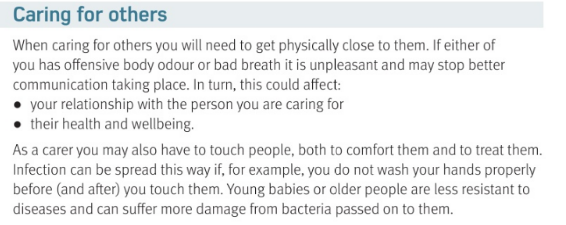 Caring for others
When caring for others you will need to get physically close to them. If either of
you has offensive body odour or bad breath it is unpleasant and may stop better
communication taking place. In turn, this could affect:
● your relationship with the person you are caring for
● their health and wellbeing.
As a carer you may also have to touch people, both to comfort them and to treat them.
Infection can be spread this way if, for example, you do not wash your hands properly
before (and after) you touch them. Young babies or older people are less resistant to
diseases and can suffer more damage from bacteria passed on to them.